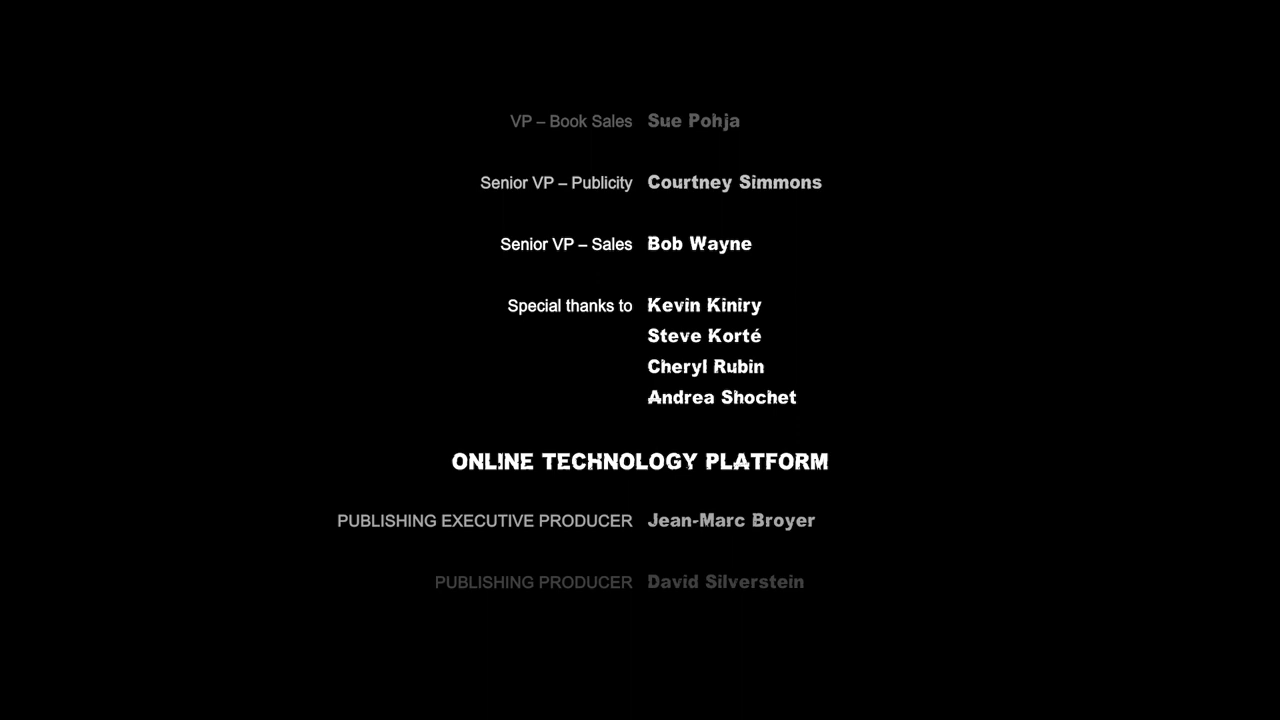 VP – Book Sales Sue Pohja
Senior VP – Publicity Courtney Simmons
Senior VP – Sales Bob Wayne
Special thanks to Kevin Kiniry
Steve Korté
Cheryl Rubin
Andrea Shochet
ONLINE TECHNOLOGY PLATFORM
PUBLISHING EXECUTIVE PRODUCER Jean-Marc Broyer
PUBLISHING PRODUCER David Silverstein